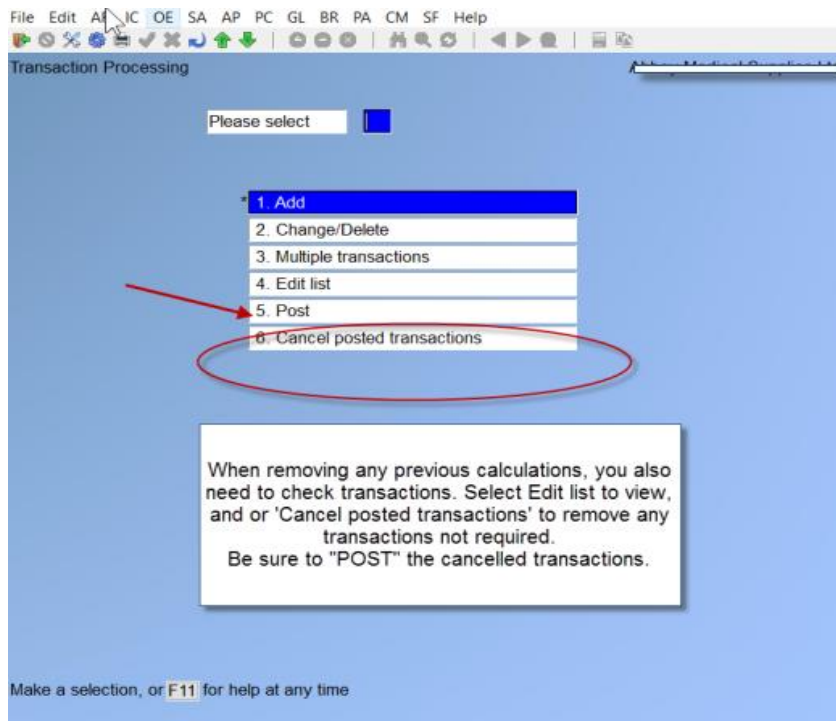 File Edit IC OE SA AP PC GL BR PA CM SF Help
Transaction Processing
Please select
* 1. Add
2. Change/Delete
3. Multiple transactions
4. Edit list
5. Post
6. Cancel posted transactions
When removing any previous calculations, you also
need to check transactions. Select Edit list to view,
and or 'Cancel posted transactions' to remove any
transactions not required.
Be sure to "POST" the cancelled transactions.
Make a selection, or F11 for help at any time